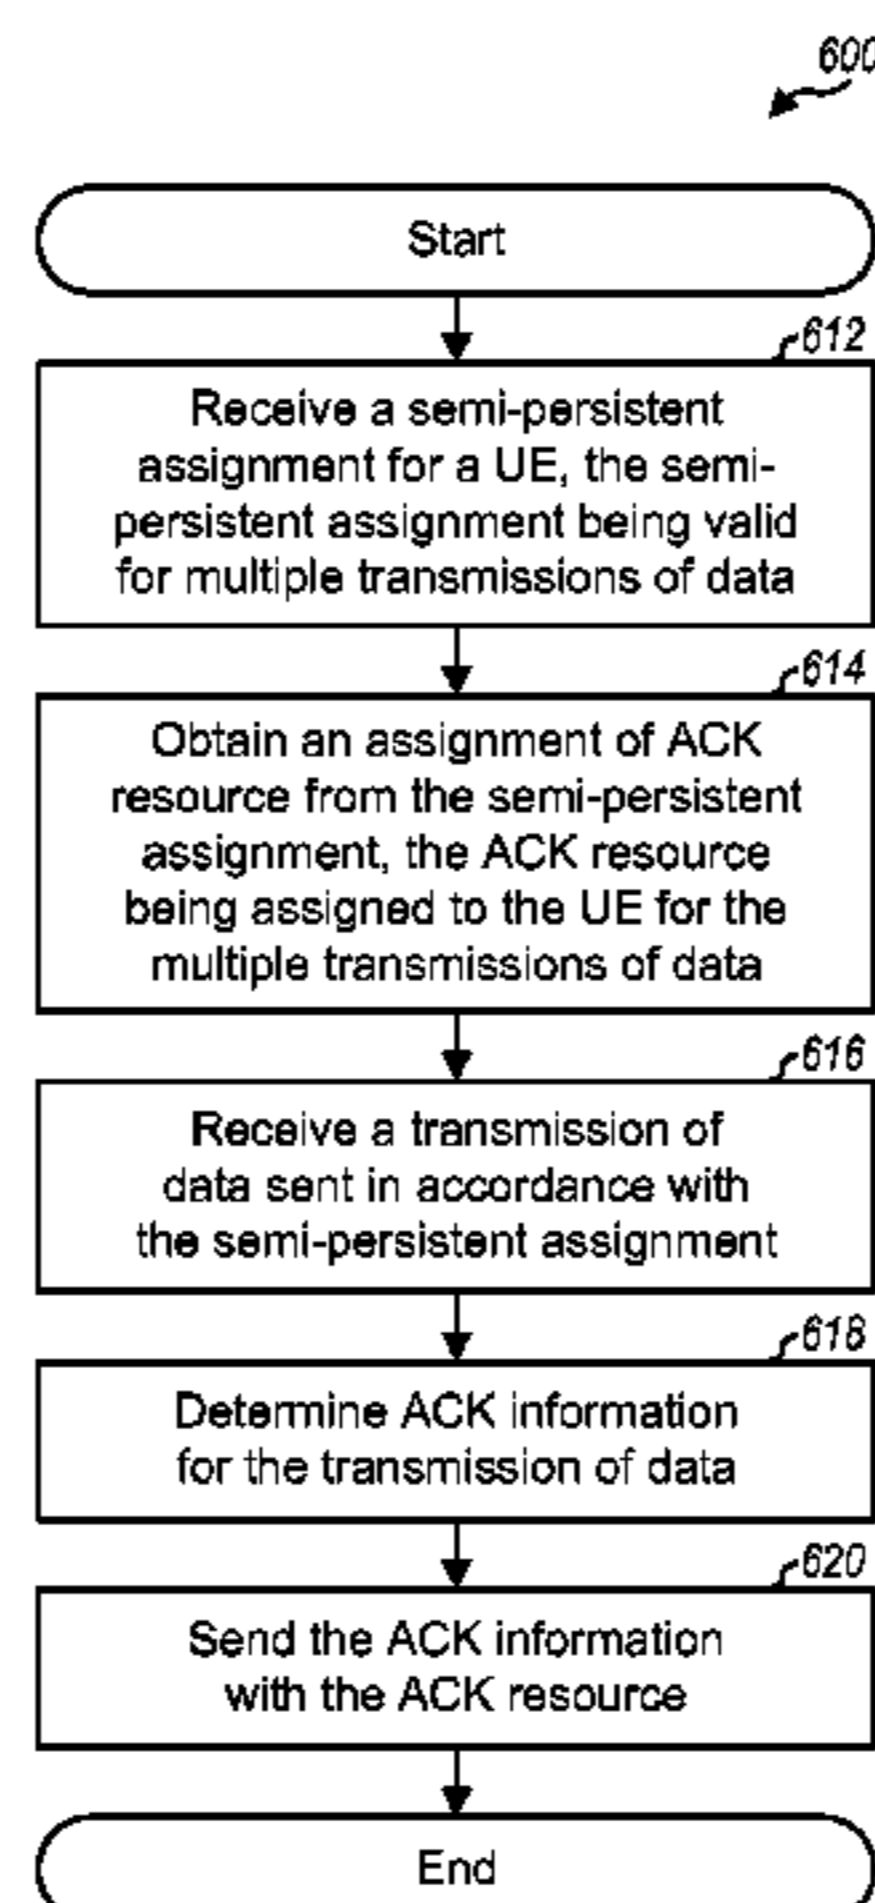 600
Start
612
Receive a semi-persistent
assignment for a UE, the semi-
persistent assignment being valid
for multiple transmissions of data
614
Obtain an assignment of ACK
resource from the semi-persistent
assignment, the ACK resource
being assigned to the UE for the
multiple transmissions of data
616
Receive a transmission of
data sent in accordance with
the semi-persistent assignment
618
Determine ACK information
for the transmission of data
620
Send the ACK information
with the ACK resource
End